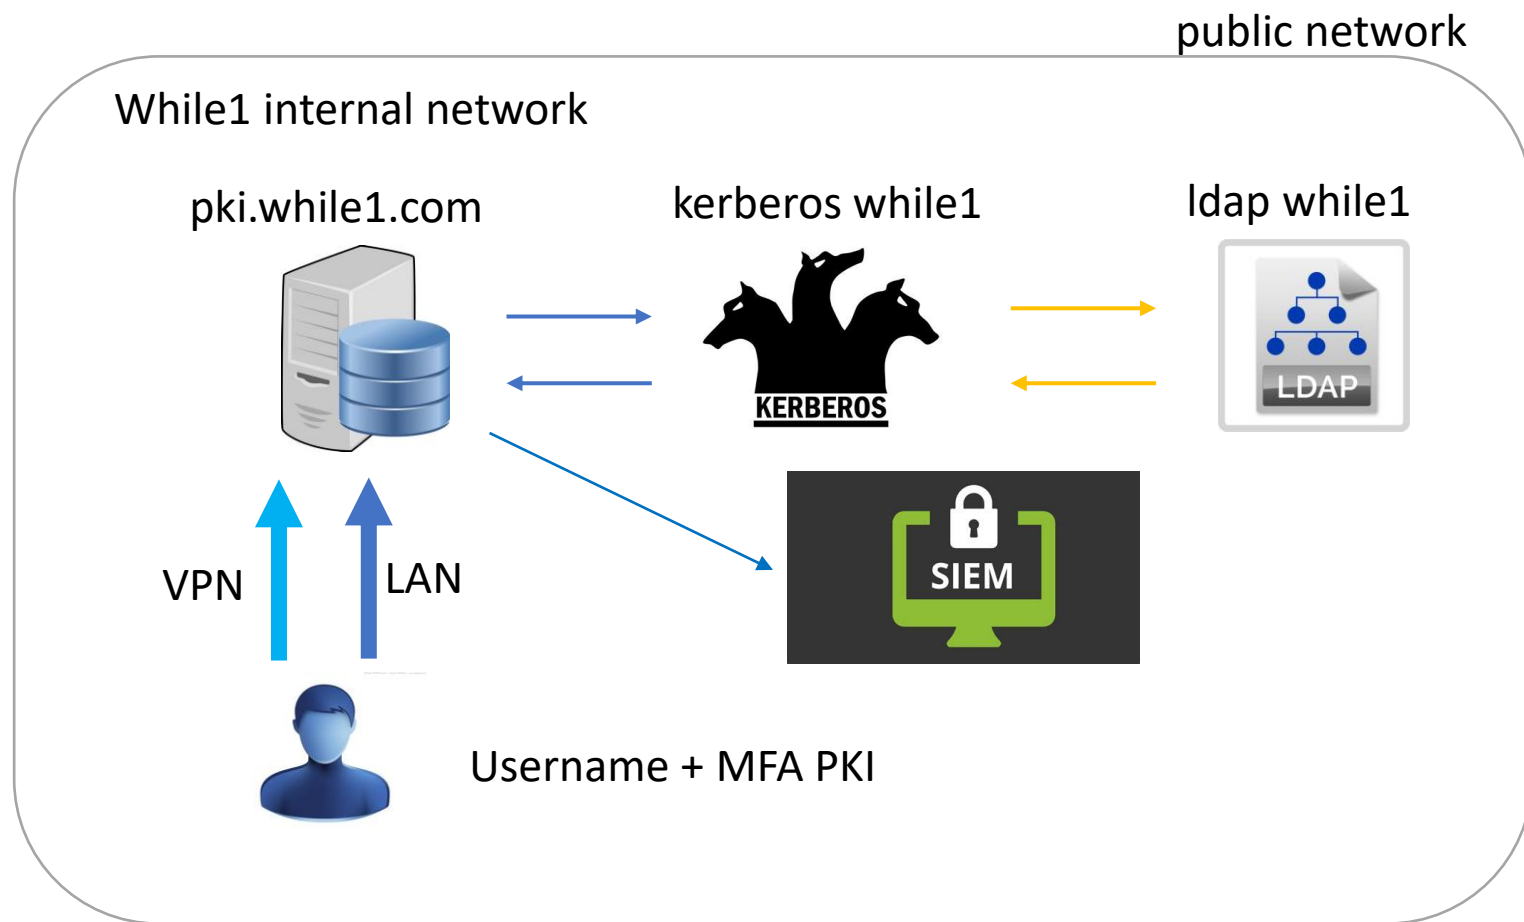 public network
While1 internal network
pki.while1.com
kerberos while1
ldap while1
KERBEROS
LDAP
SIEM
VPN
LAN
Username + MFA PKI